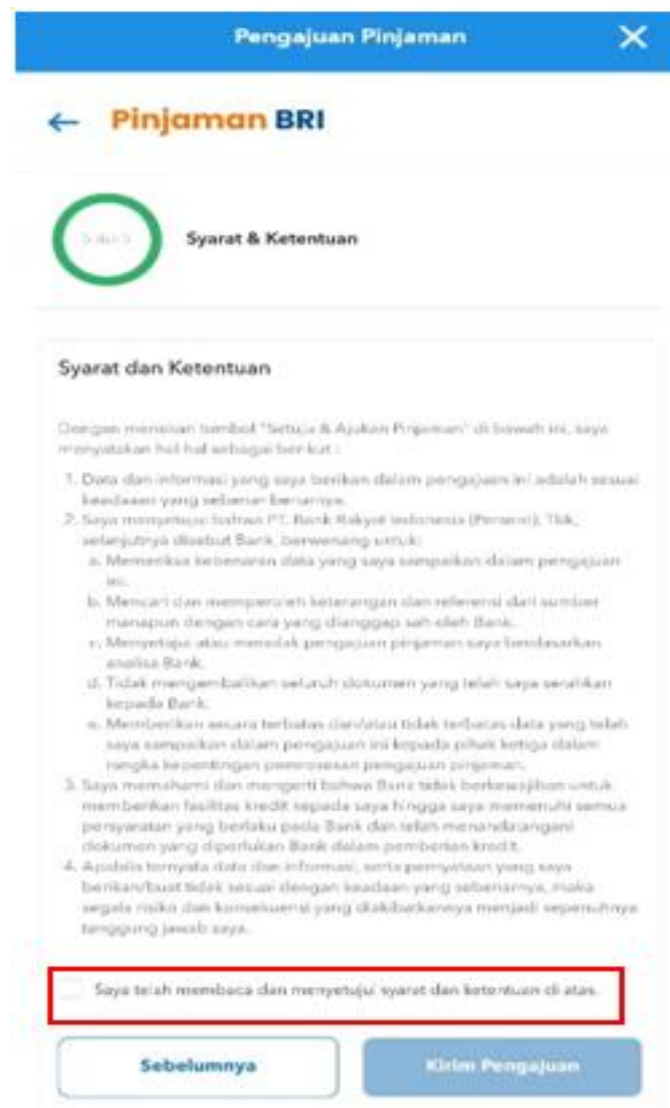 Pengajuan Pinjaman
Pinjaman BRI
5 dari 5
Syarat & Ketentuan
Syarat dan Ketentuan
Dengan menekan tombol "Setuju & Ajukan Pinjaman" di bawah ini, saya
menyatakan hal hal sebagai berikut :
1. Data dan informasi yang saya berikan dalam pengajuan ini adalah sesuai
keadaaan yang sebenar benarnya.
2. Saya menyetujui bahwa PT. Bank Rakyat Indonesia (Persero), Tbk,
selanjutnya disebut Bank, berwenang untuk:
a. Memeriksa kebenaran data yang saya sampaikan dalam pengajuan
ini.
b. Mencari dan memperoleh keterangan dan referensi dari sumber
manapun dengan cara yang dianggap sah oleh Bank.
c. Menyetujui atau menolak pengajuan pinjaman saya berdasarkan
analisa Bank.
d. Tidak mengembalikan seluruh dokumen yang telah saya serahkan
kepada Bank.
e. Memberikan secara terbatas dan/atau tidak terbatas data yang telah
saya sampaikan dalam pengajuan ini kepada pihak ketiga dalam
rangka kepentingan pemrosesan pengajuan pinjaman.
3. Saya memahami dan mengerti bahwa Bank tidak berkewajiban untuk
memberikan fasilitas kredit kepada saya hingga saya memenuhi semua
persyaratan yang berlaku pada Bank dan telah menandatangani
dokumen yang diperlukan Bank dalam pemberian kredit.
4. Apabila ternyata data dan informasi, serta pernyataan yang saya
berikan/buat tidak sesuai dengan keadaan yang sebenarnya, maka
segala risiko dan konsekuensi yang diakibatkannya menjadi sepenuhnya
tanggung jawab saya.
Saya telah membaca dan menyetujui syarat dan ketentuan di atas.
Sebelumnya
Kirim Pengajuan